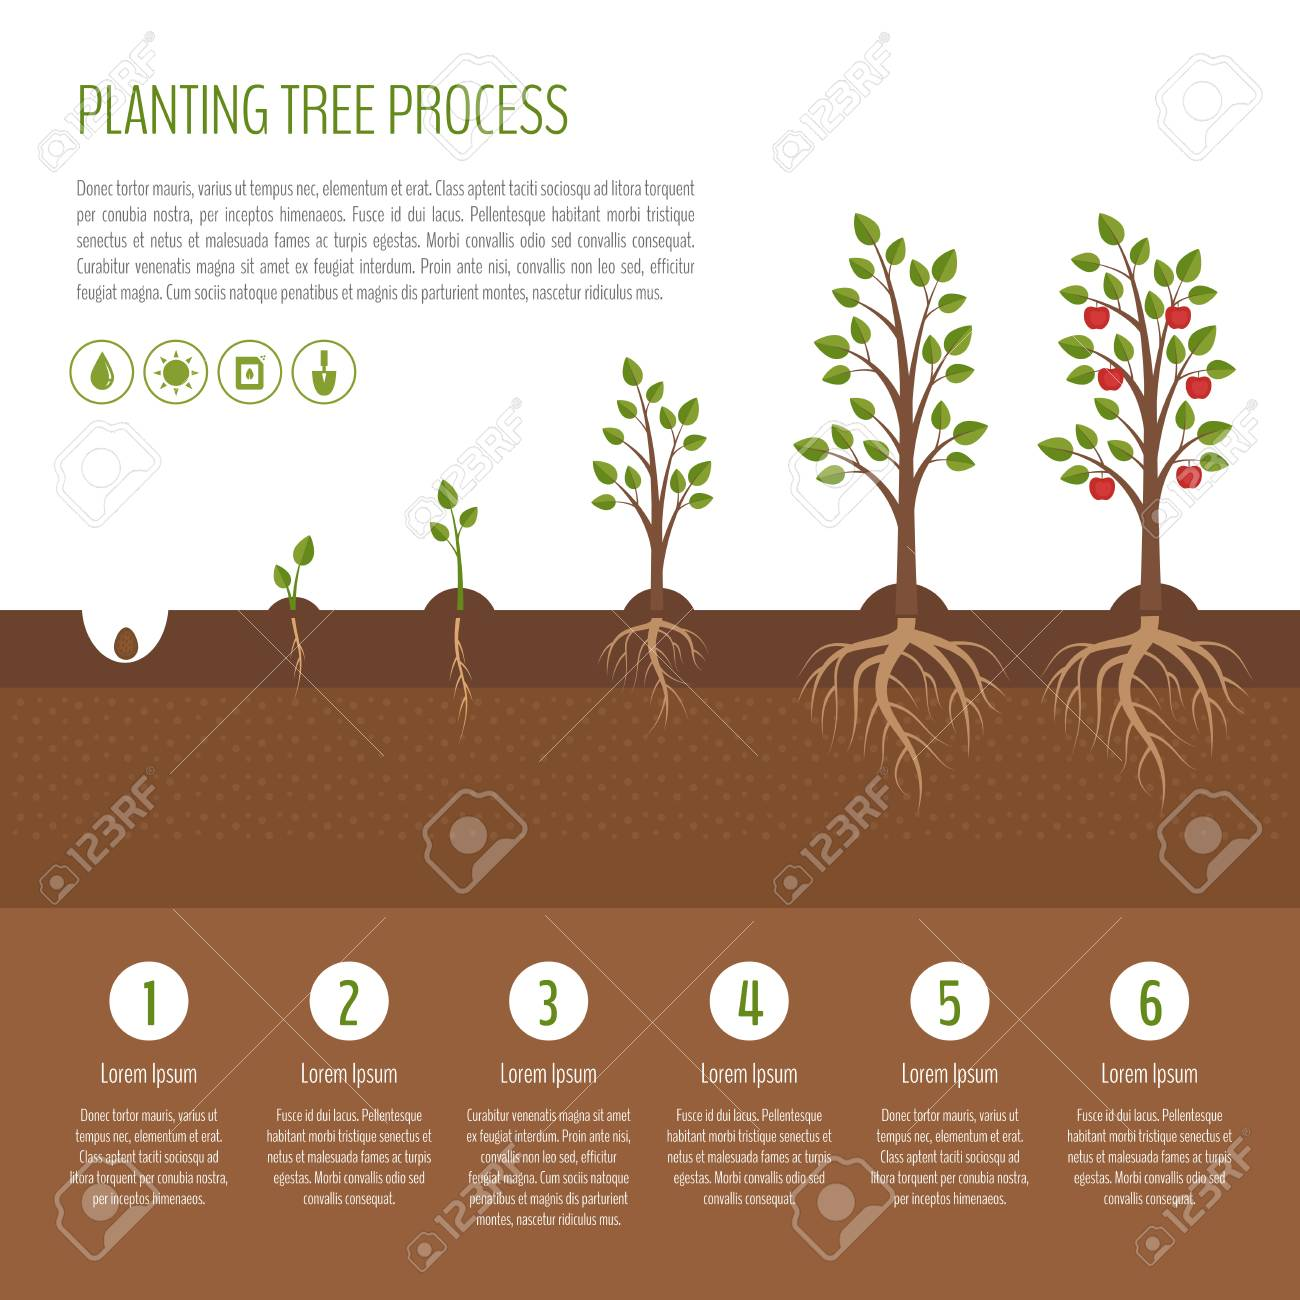 PLANTING TREE PROCESS
Donec tortor mauris, varius ut tempus nec, elementum et erat. Class aptent taciti sociosqu ad litora torquent
per conubia nostra, per inceptos himenaeos. Fusce id dui lacus. Pellentesque habitant morbi tristique
senectus et netus et malesuada fames ac turpis egestas. Morbi convallis odio sed convallis consequat.
Curabitur venenatis magna sit amet ex feugiat interdum. Proin ante nisi, convallis non leo sed, efficitur
feugiat magna. Cum sociis natoque penatibus et magnis dis parturient montes, nascetur ridiculus mus.
1
Lorem Ipsum
Donec tortor mauris, varius ut
tempus nec, elementum et erat.
Class aptent taciti sociosqu ad
litora torquent per conubia nostra,
per inceptos himenaeos.
2
Lorem Ipsum
Fusce id dui lacus. Pellentesque
habitant morbi tristique senectus et
netus et malesuada fames ac turpis
egestas. Morbi convallis odio sed
convallis consequat.
3
Lorem Ipsum
Curabitur venenatis magna sit amet
ex feugiat interdum. Proin ante nisi,
convallis non leo sed, efficitur
feugiat magna. Cum sociis natoque
penatibus et magnis dis parturient
montes, nascetur ridiculus mus.
4
Lorem Ipsum
Fusce id dui lacus. Pellentesque
habitant morbi tristique senectus et
netus et malesuada fames ac turpis
egestas. Morbi convallis odio sed
convallis consequat.
5
Lorem Ipsum
Donec tortor mauris, varius ut
tempus nec, elementum et erat.
Class aptent taciti sociosqu ad
litora torquent per conubia nostra,
per inceptos himenaeos.
6
Lorem Ipsum
Fusce id dui lacus. Pellentesque
habitant morbi tristique senectus et
netus et malesuada fames ac turpis
egestas. Morbi convallis odio sed
convallis consequat.
123RF
123RF
123RF
123RF
123RF
123RF
123RF
123RF